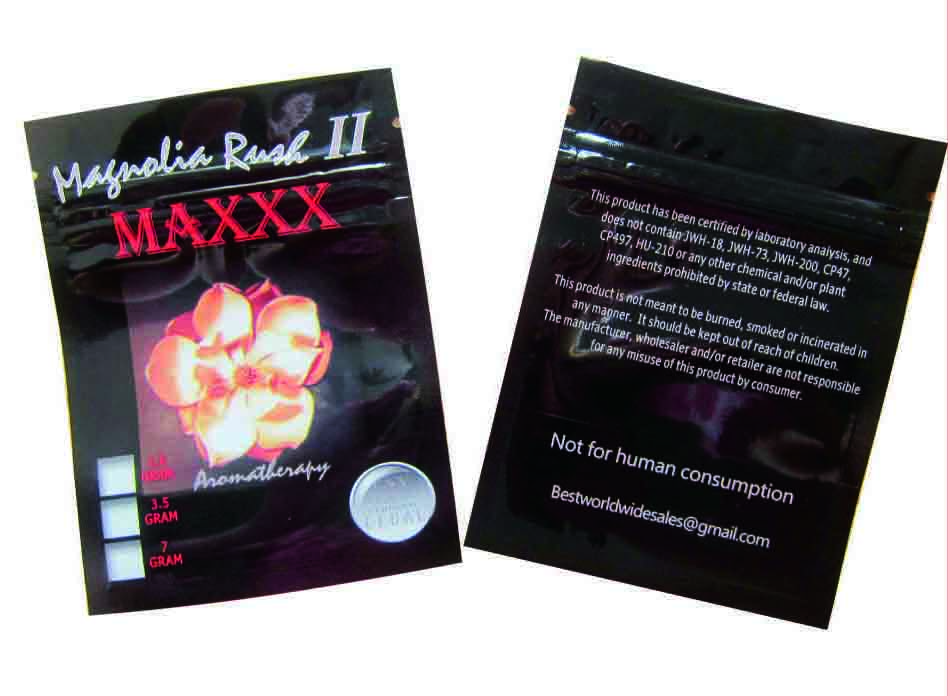 Magnolia Rush II
MAXXX
Aromatherapy
GRAM
3.5
GRAM
7
GRAM
This product has been certified by laboratory analysis, and
does not contain JWH-18, JWH-73, JWH-200, CP47,
CP497, HU-210 or any other chemical and/or plant
ingredients prohibited by state or federal law.
This product is not meant to be burned, smoked or incinerated in
any manner. It should be kept out of reach of children.
The manufacturer, wholesaler and/or retailer are not responsible
for any misuse of this product by consumer.
Not for human consumption
Bestworldwidesales@gmail.com